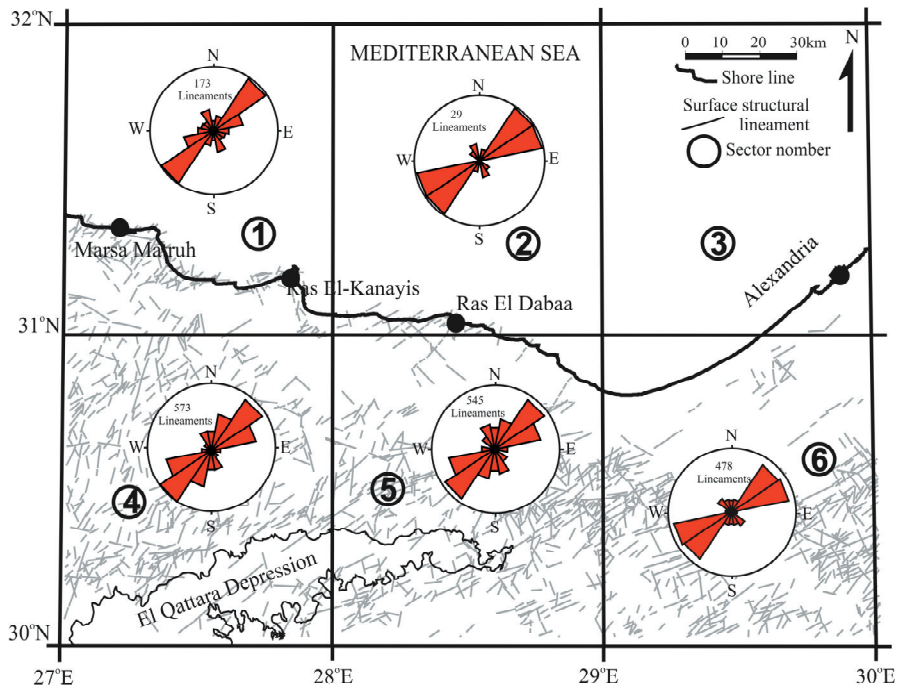 32°N
MEDITERRANEAN SEA
0 10 20 30km
N
Shore line
Surface structural
lineament
Sector nomber
N
173
Lineaments
W
E
S
N
29
Lineaments
W
E
S
1
2
3
Marsa Matruh
Ras El-Kanayis
Ras El Dabaa
Alexandria
31°N
N
573
Lineaments
W
E
S
4
N
545
Lineaments
W
E
S
5
N
478
Lineaments
W
E
S
6
El Qattara Depression
30°N
27°E
28°E
29°E
30°E